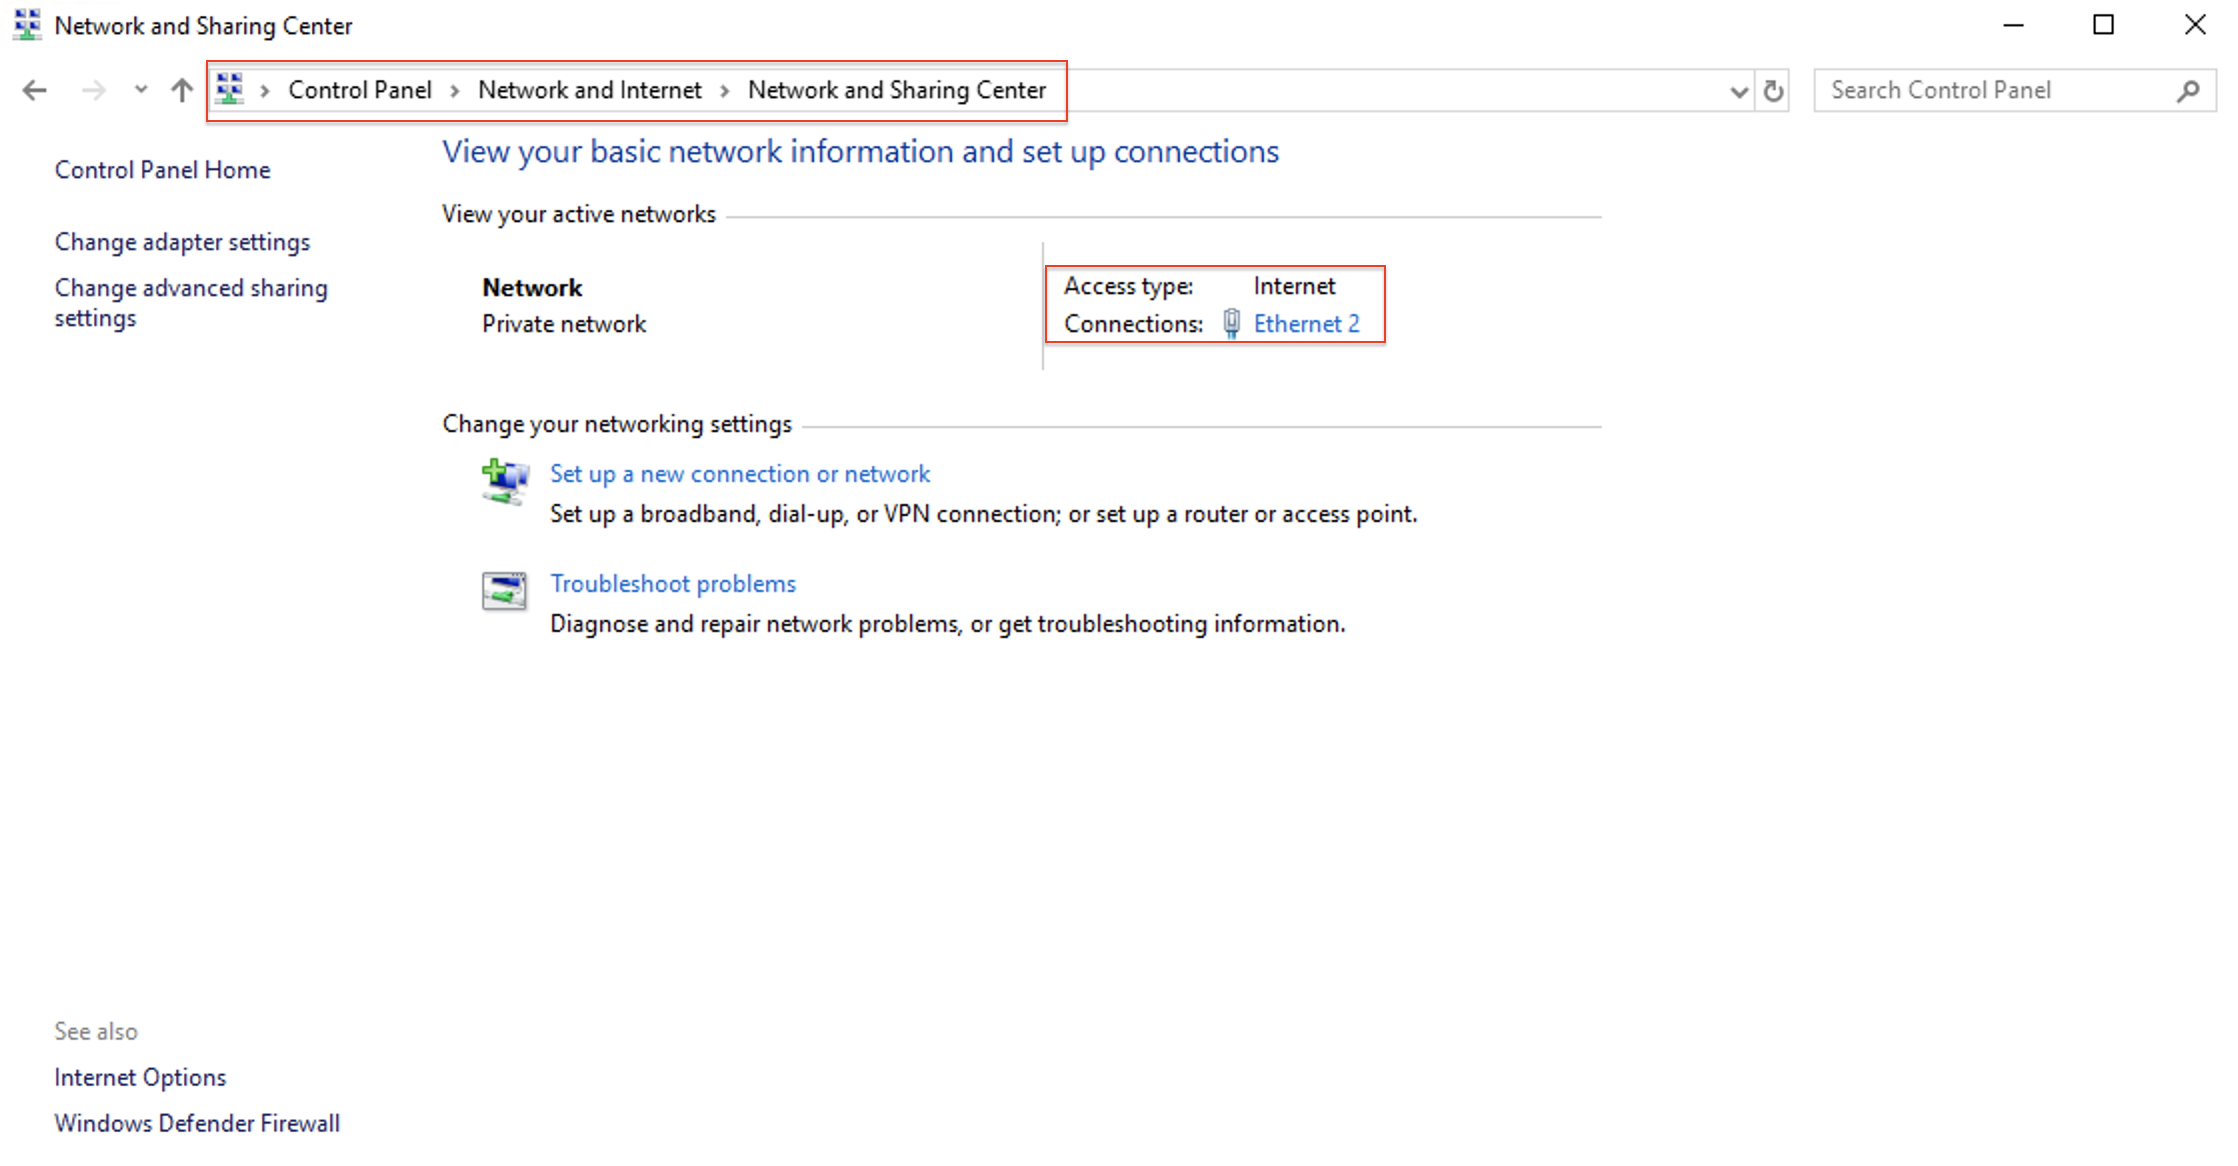 Network and Sharing Center
Control Panel > Network and Internet > Network and Sharing Center
Search Control Panel
Control Panel Home
Change adapter settings
Change advanced sharing
settings
View your basic network information and set up connections
View your active networks
Network
Private network
Access type: Internet
Connections: Ethernet 2
Change your networking settings
Set up a new connection or network
Set up a broadband, dial-up, or VPN connection; or set up a router or access point.
Troubleshoot problems
Diagnose and repair network problems, or get troubleshooting information.
See also
Internet Options
Windows Defender Firewall